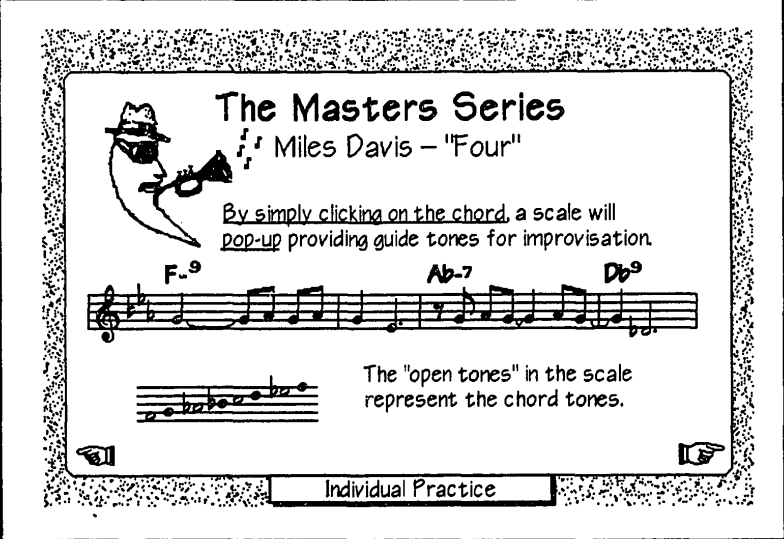 The Masters Series
Miles Davis – "Four"
By simply clicking on the chord, a scale will
pop-up providing guide tones for improvisation.
F-9 Ab-7 Db9
The "open tones" in the scale
represent the chord tones.
Individual Practice